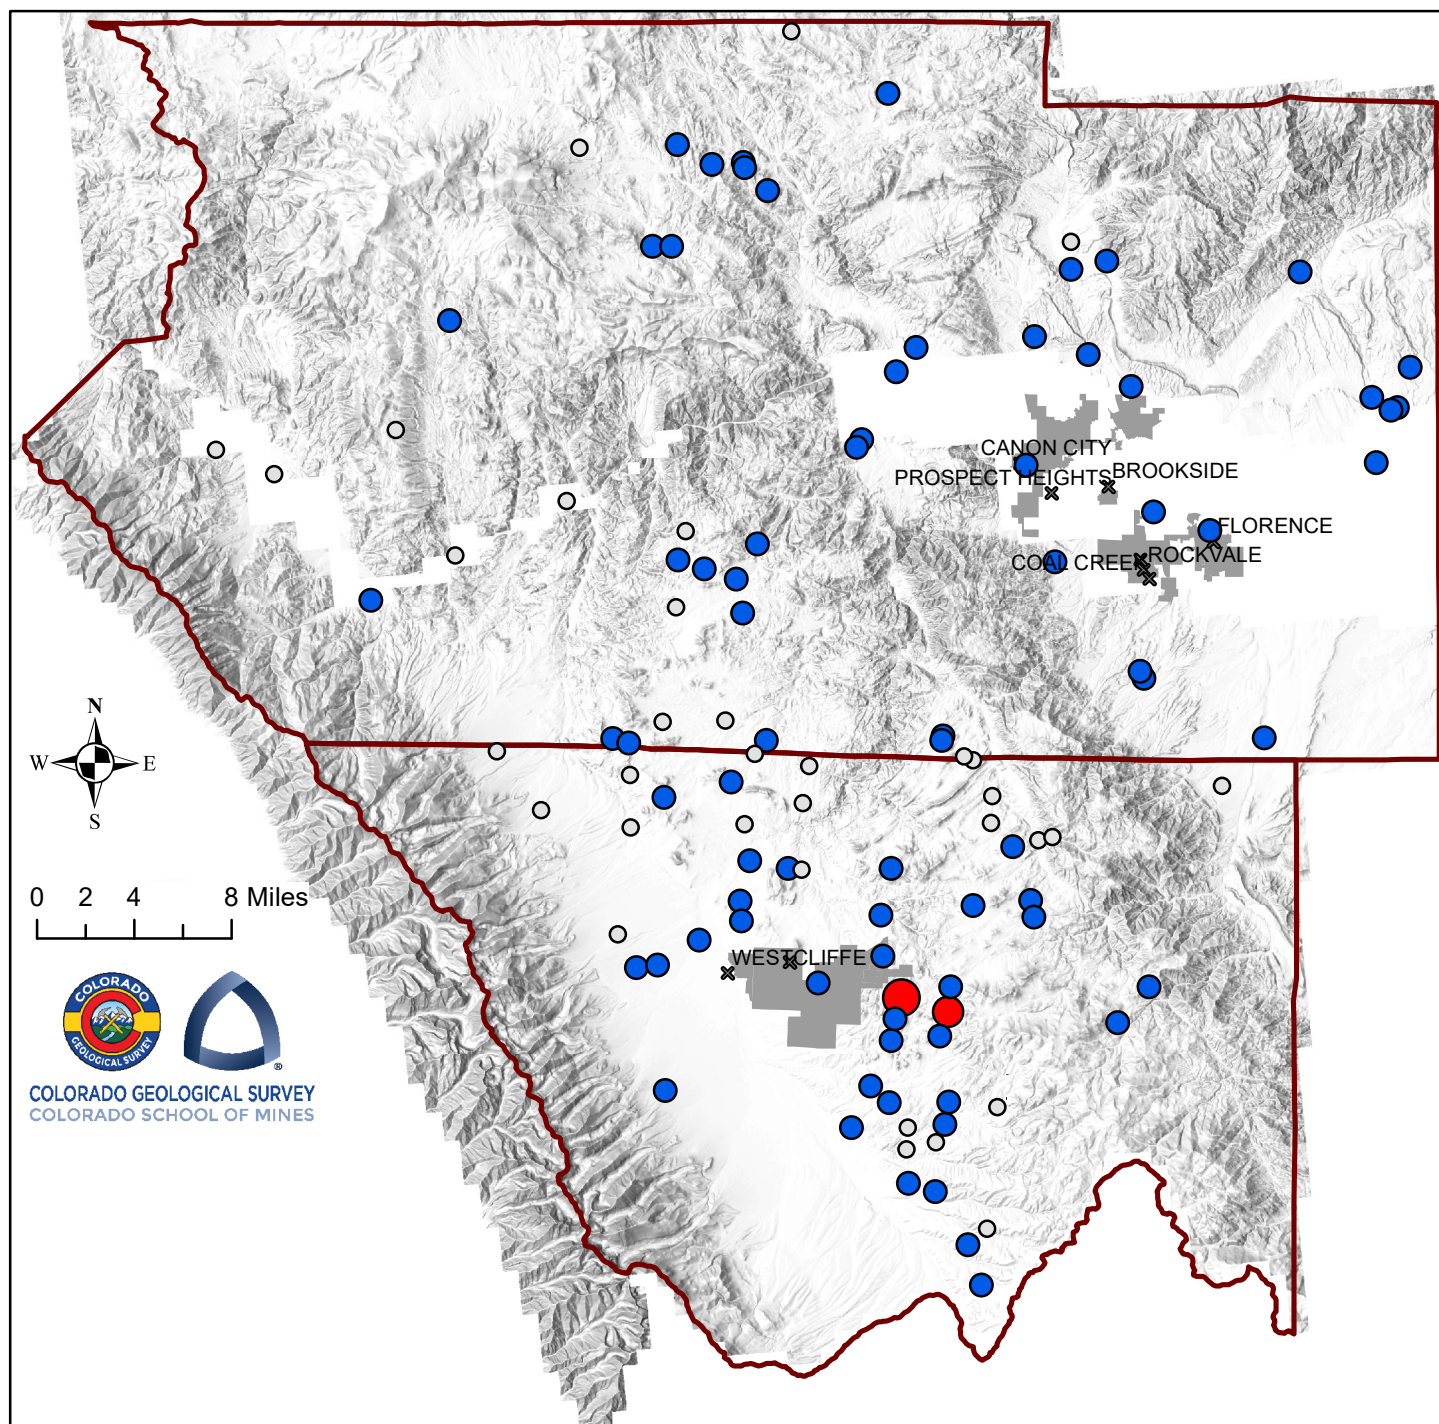 CANON CITY
PROSPECT HEIGHTS
BROOKSIDE
FLORENCE
COAL CREEK
ROCKVALE
N
W
E
S
0 2 4 8 Miles
WESTCLIFFE
COLORADO
GEOLOGICAL SURVEY
®
COLORADO GEOLOGICAL SURVEY
COLORADO SCHOOL OF MINES